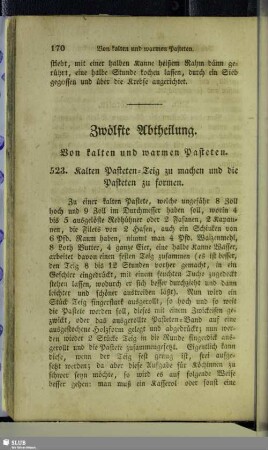 170 Von kalten und warmen Pasteten.
stiebt, mit einer halben Kanne heißem Rahm dünn ge-
rührt, eine halbe Stunde kochen lassen, durch ein Sieb
gegossen und über die Krebse angerichtet.
Zwölfte Abtheilung.
Von kalten und warmen Pasteten.
523. Kalten Pasteten-Teig zu machen und die
Pasteten zu formen.
Zu einer kalten Pastete, welche ungefähr 8 Zoll
hoch und 9 Zoll im Durchmesser haben soll, worin 4
bis 5 ausgelöste Rebhühner oder 2 Fasanen, 2 Kapau-
nen, die Filets von 2 Hasen, auch ein Schinken von
6 Pfd. Raum haben, nimmt man 4 Pfd. Waizenmehl,
8 Loth Butter, 4 ganze Eier, eine halbe Kanne Wasser,
arbeitet davon einen festen Teig zusammen (es ist besser,
den Teig 8 bis 12 Stunden vorher gemacht, in ein
Geschirr eingedrückt, mit einem feuchten Tuche zugedeckt
stehen lassen, wodurch er sich besser durchziehen und dann
leichter und schöner austreiben läßt). Nun wird ein
Stück Teig fingerstark ausgerollt, so hoch und so weit
die Pastete werden soll, dieses mit einem Zwickeisen ge-
zwickt, oder das ausgerollte Pasteten-Band auf eine
ausgestochene Holzform gelegt und abgedrückt; nun wer-
den wieder 2 Stücke Teig in die Runde fingerdick aus-
gerollt und die Pastete zusammengesetzt. Eigentlich kann
diese, wenn der Teig fest genug ist, frei aufge-
setzt werden; da aber diese Aufgabe für Köchinnen zu
schwer sein möchte, so wird es auf folgende Weise
besser gehen: man muß ein Kasserol oder sonst eine
SLUB